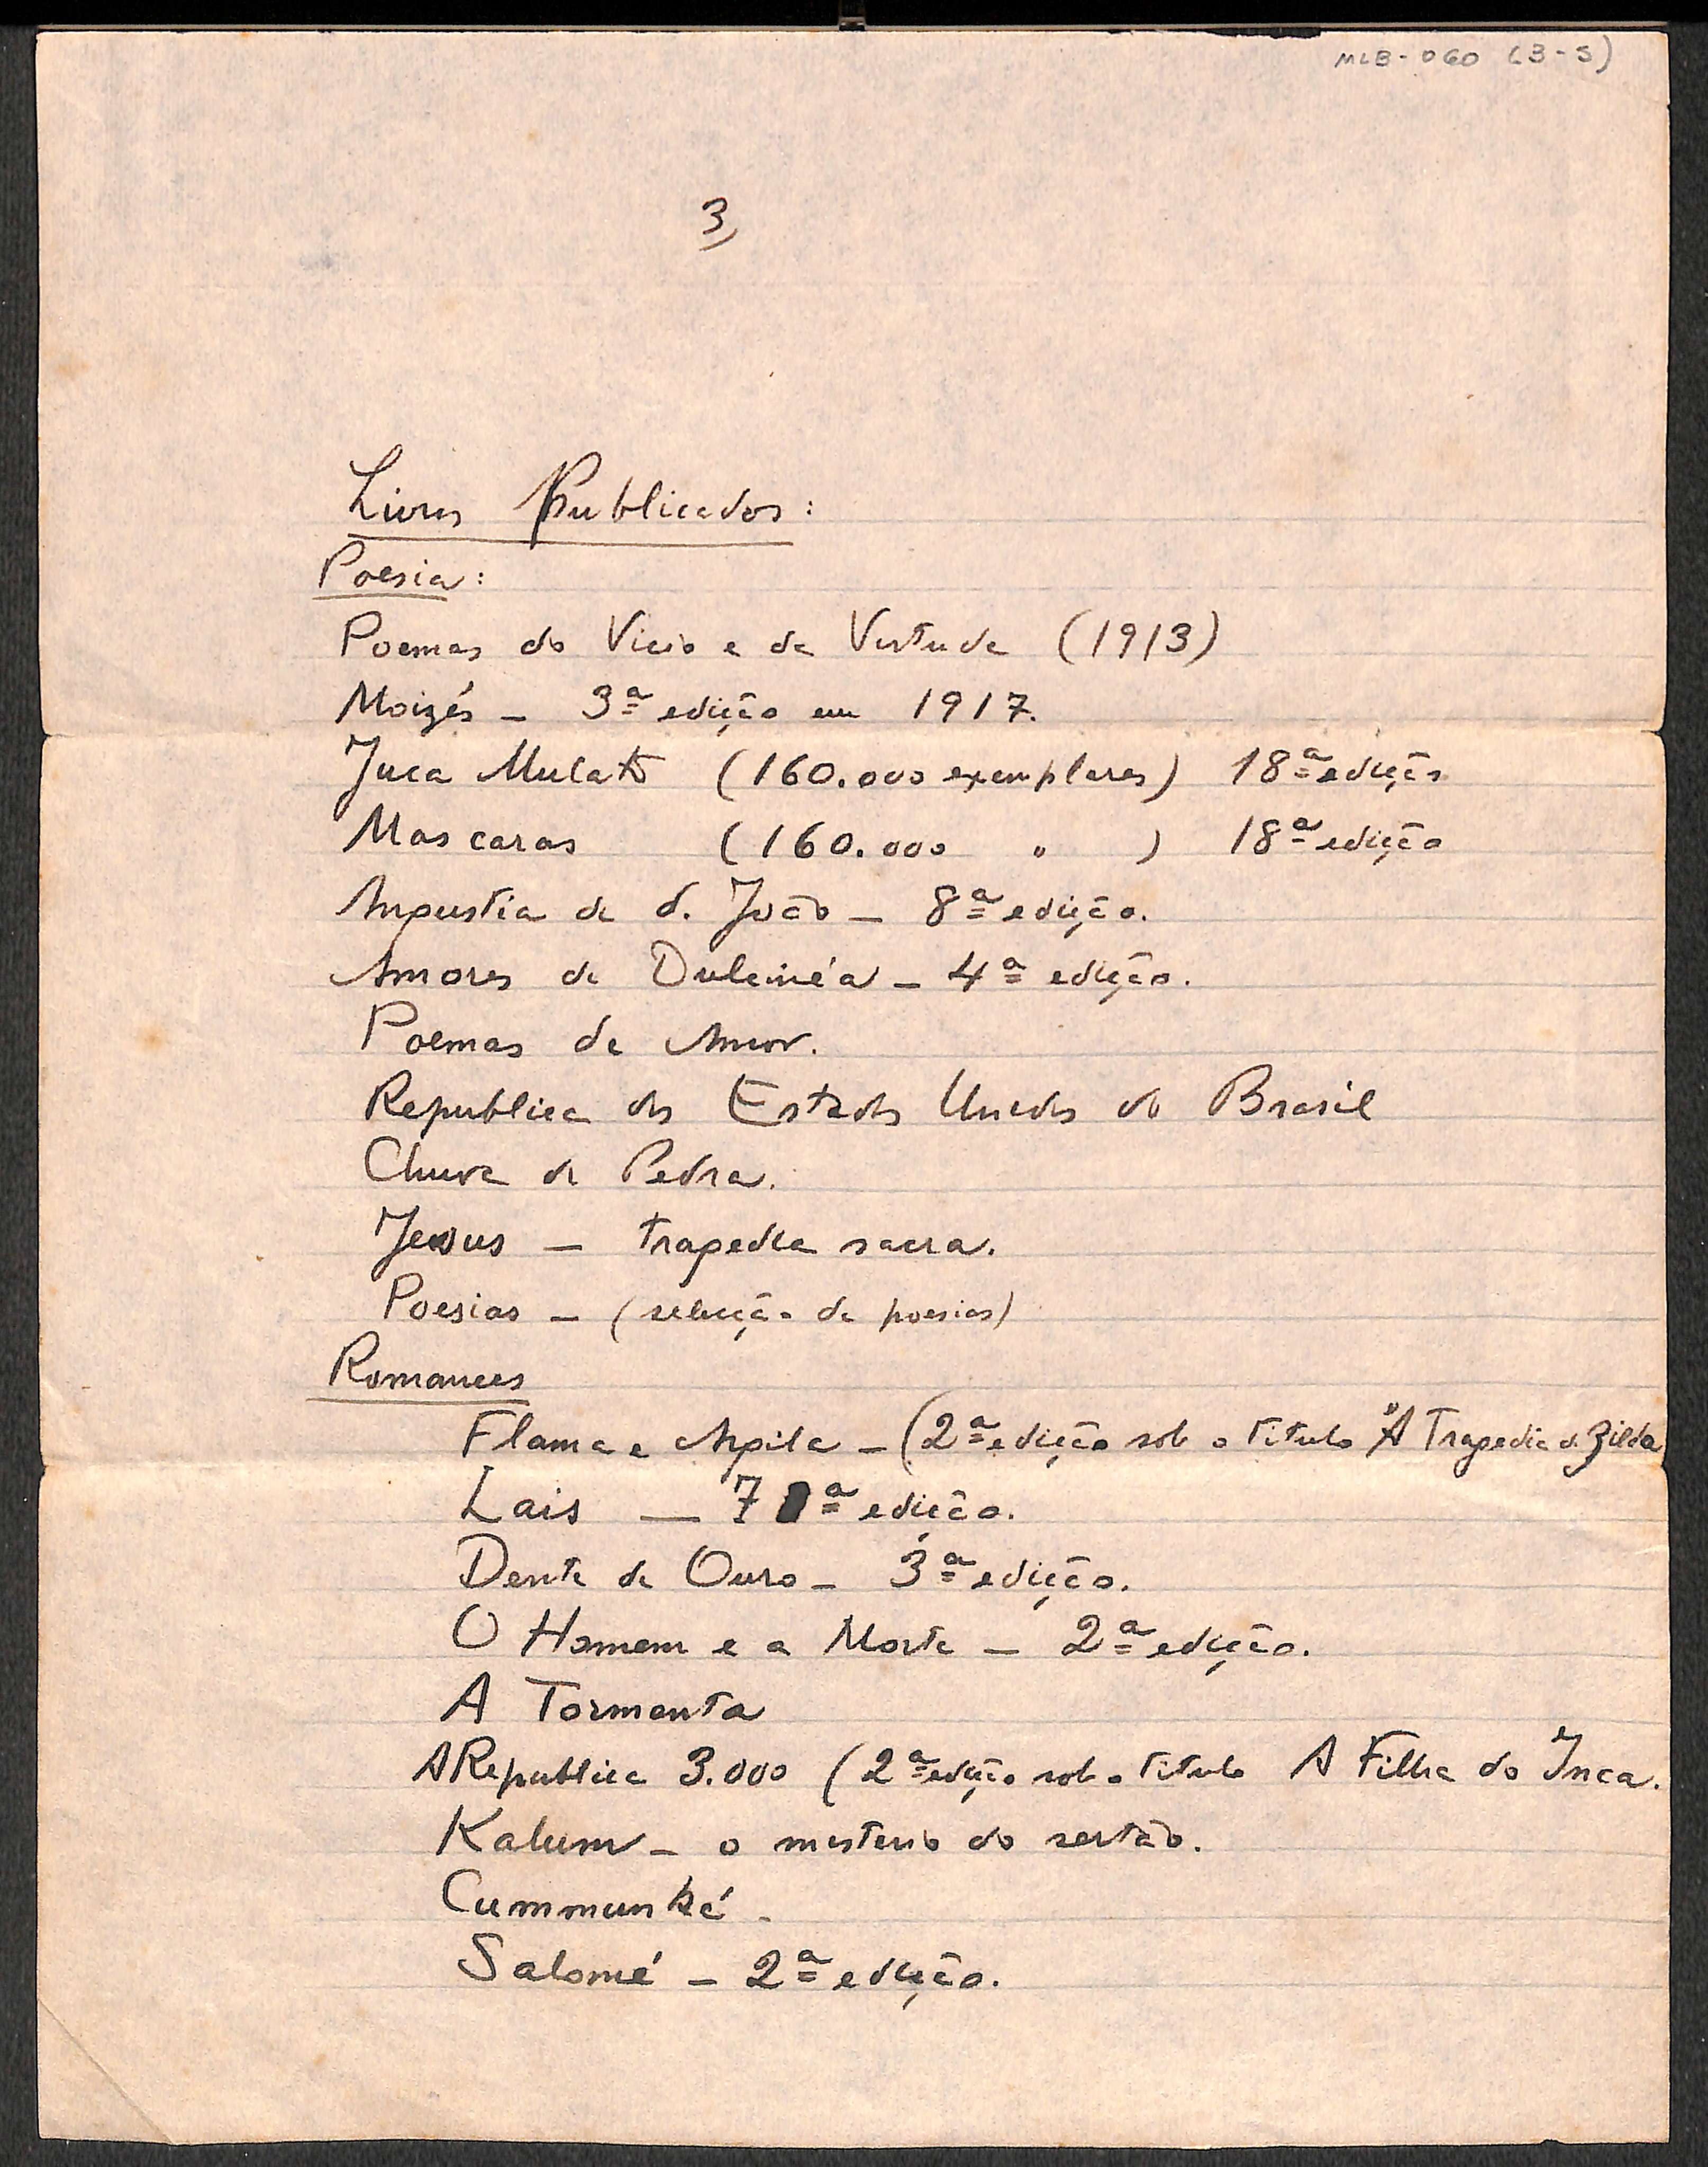 MLB-060 (3-5)
3
Livros Publicados:
Poesia:
Poemas do Vicio e da Virtude (1913)
Moizés – 3ª edição em 1917.
Juca Mulato (160.000 exemplares) 18ª edição
Mascaras (160.000 " ) 18ª edição
Angustia de d. João – 8ª edição.
Amores de Dulcinéa – 4ª edição.
Poemas de Amor.
Republica dos Estados Unidos do Brasil
Chuva de Pedra.
Jesus – tragedia sacra.
Poesias – (selecção de poesias)
Romances
Flama e Argila – (2ª edição sob o titulo "A Tragedia de Zilda
Lais — 7ª edição.
Dente de Ouro – 3ª edição.
O Homem e a Morte – 2ª edição.
A Tormenta
A Republica 3.000 (2ª edição sob o titulo A Filha do Inca.
Kalum – o misterio do sertão.
Cummunká.
Salomé – 2ª edição.